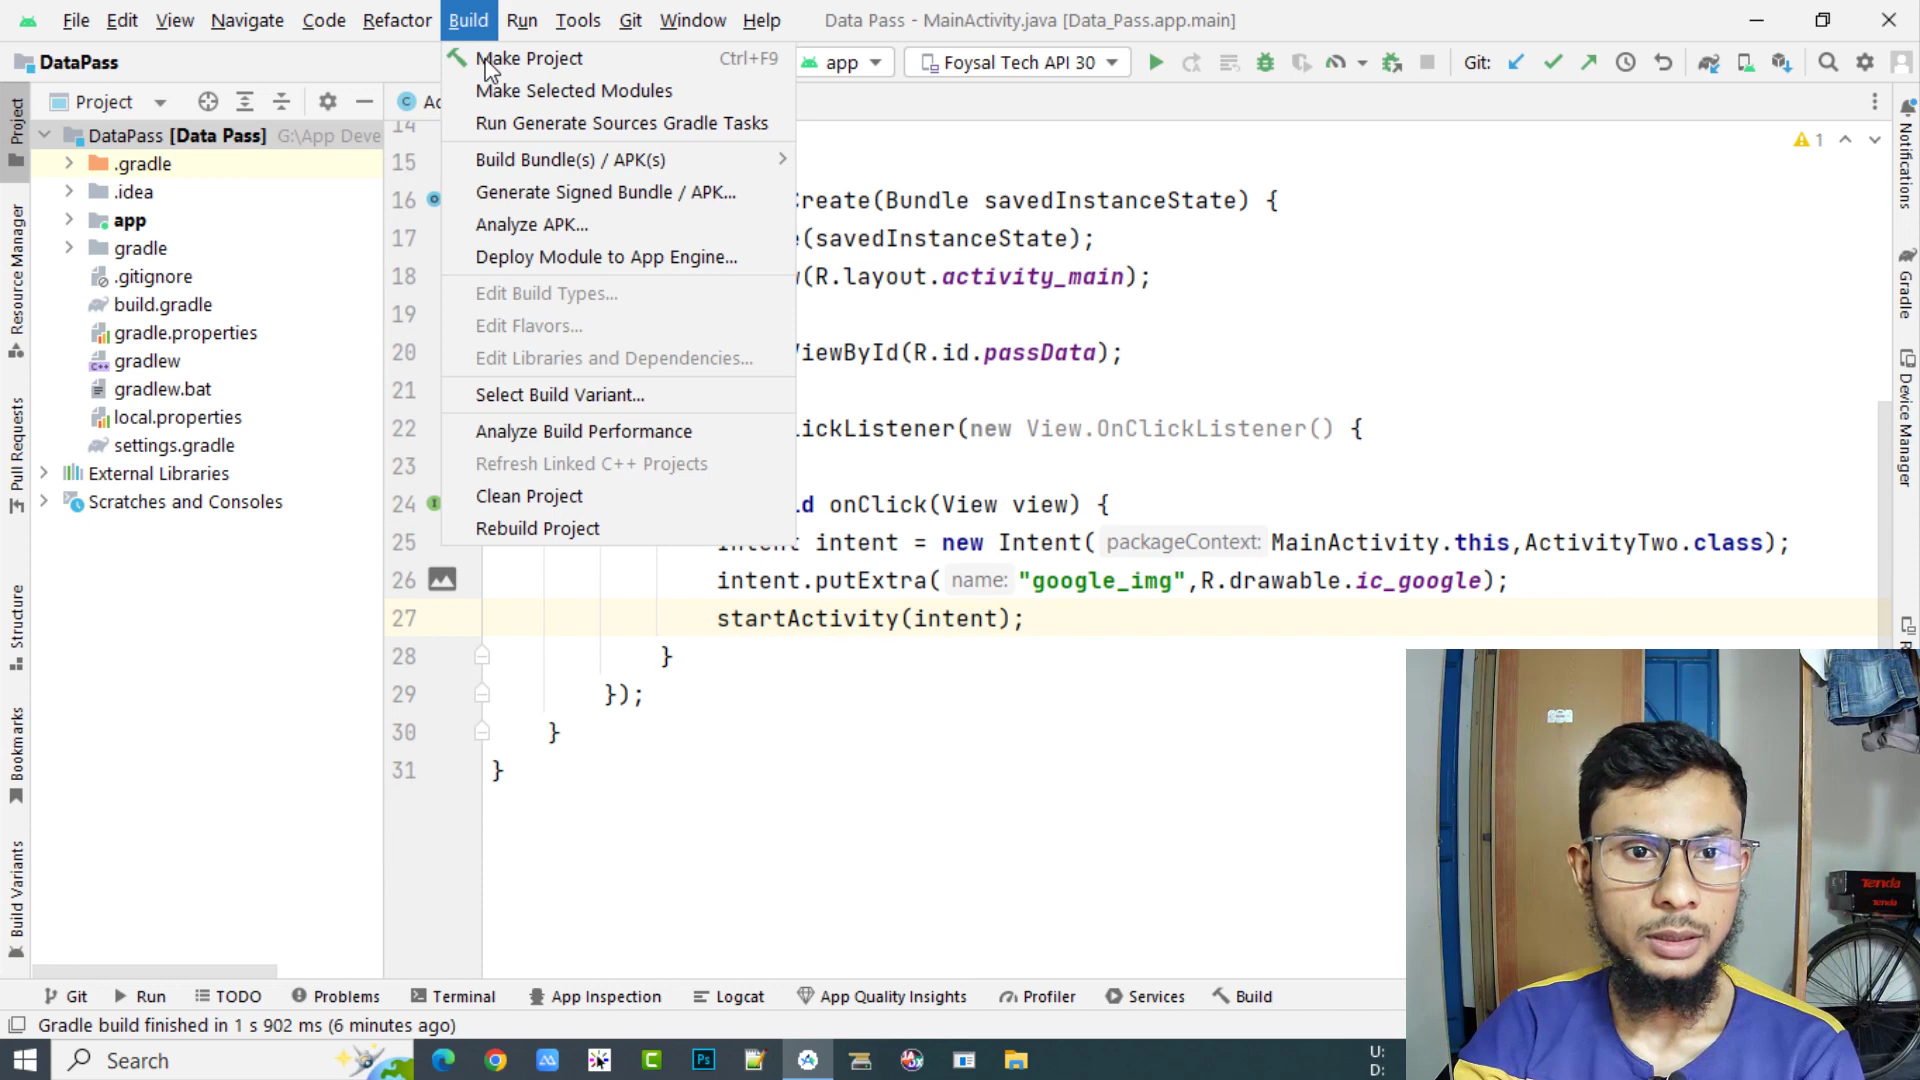 File Edit View Navigate Code Refactor Build Run Tools Git Window Help Data Pass - MainActivity.java [Data_Pass.app.main]
DataPass
app
Foysal Tech API 30
Git:
Project
DataPass [Data Pass] G:\App Deve
.gradle
.idea
app
gradle
.gitignore
build.gradle
gradle.properties
gradlew
gradlew.bat
local.properties
settings.gradle
External Libraries
Scratches and Consoles
Project
Resource Manager
Pull Requests
Structure
Bookmarks
Build Variants
Make Project Ctrl+F9
Make Selected Modules
Run Generate Sources Gradle Tasks
Build Bundle(s) / APK(s)
Generate Signed Bundle / APK...
Analyze APK...
Deploy Module to App Engine...
Edit Build Types...
Edit Flavors...
Edit Libraries and Dependencies...
Select Build Variant...
Analyze Build Performance
Refresh Linked C++ Projects
Clean Project
Rebuild Project
1
14
15
16 Create(Bundle savedInstanceState) {
17 (savedInstanceState);
18 (R.layout.activity_main);
19
20 ViewById(R.id.passData);
21
22 ickListener(new View.OnClickListener() {
23
24 d onClick(View view) {
25 Intent intent = new Intent( packageContext: MainActivity.this,ActivityTwo.class);
26 intent.putExtra( name: "google_img",R.drawable.ic_google);
27 startActivity(intent);
28 }
29 });
30 }
31 }
Notifications
Gradle
Device Manager
Tenda
Tenda
Git Run TODO Problems Terminal App Inspection Logcat App Quality Insights Profiler Services Build
Gradle build finished in 1 s 902 ms (6 minutes ago)
Search
U:
D: